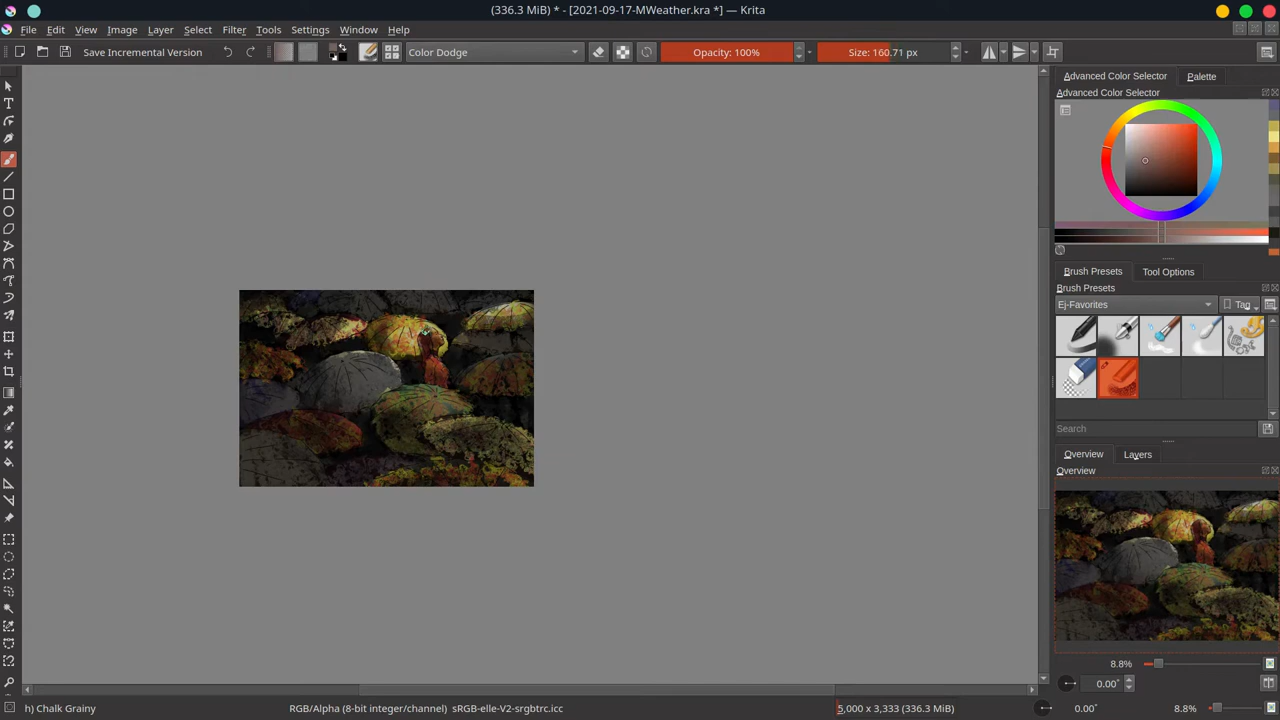 (336.3 MiB) * - [2021-09-17-MWeather.kra *] — Krita
File Edit View Image Layer Select Filter Tools Settings Window Help
Save Incremental Version Color Dodge Opacity: 100% Size: 160.71 px
Advanced Color Selector Palette
Advanced Color Selector
Brush Presets Tool Options
Brush Presets
Ej-Favorites Tag
Search
Overview Layers
Overview
8.8%
0.00°
h) Chalk Grainy RGB/Alpha (8-bit integer/channel) sRGB-elle-V2-srgbtrc.icc 5,000 x 3,333 (336.3 MiB) 0.00° 8.8%